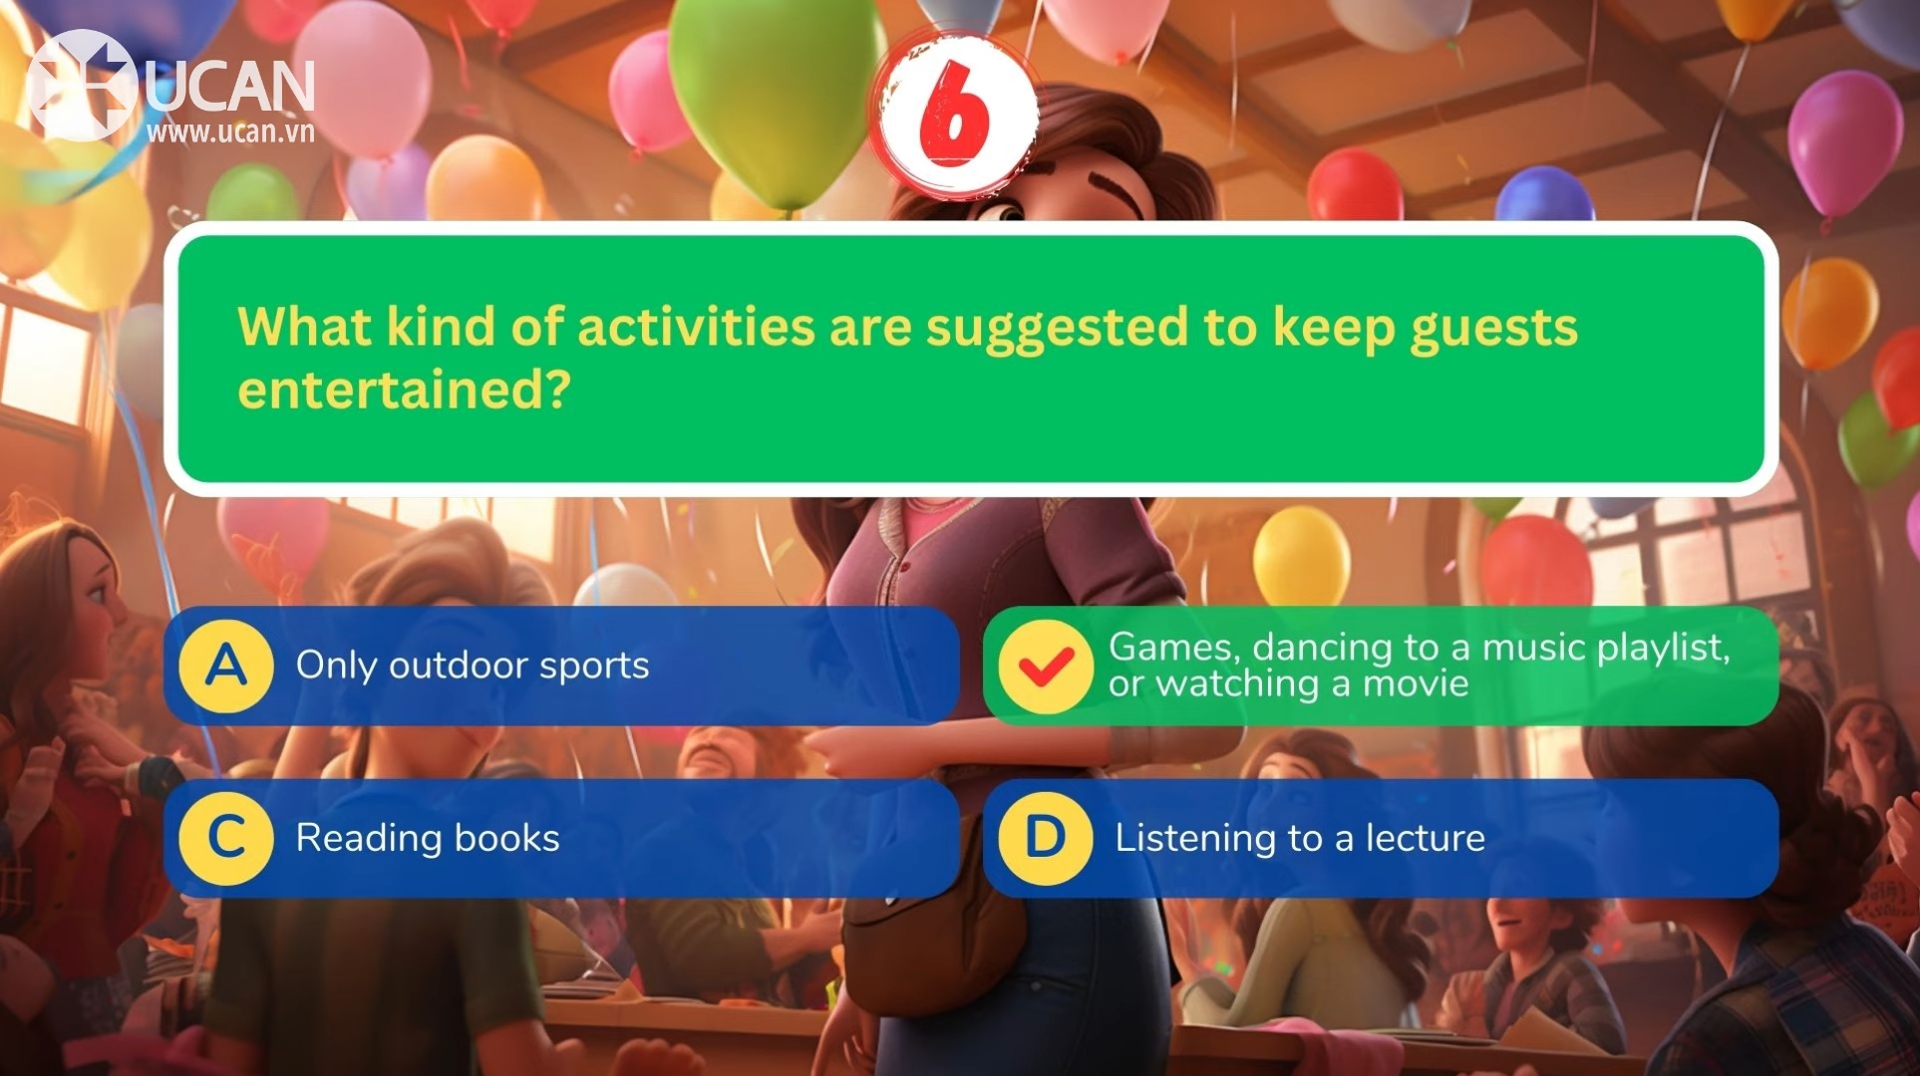 UCAN
www.ucan.vn
6
What kind of activities are suggested to keep guests
entertained?
A Only outdoor sports
Games, dancing to a music playlist,
or watching a movie
C Reading books
D Listening to a lecture